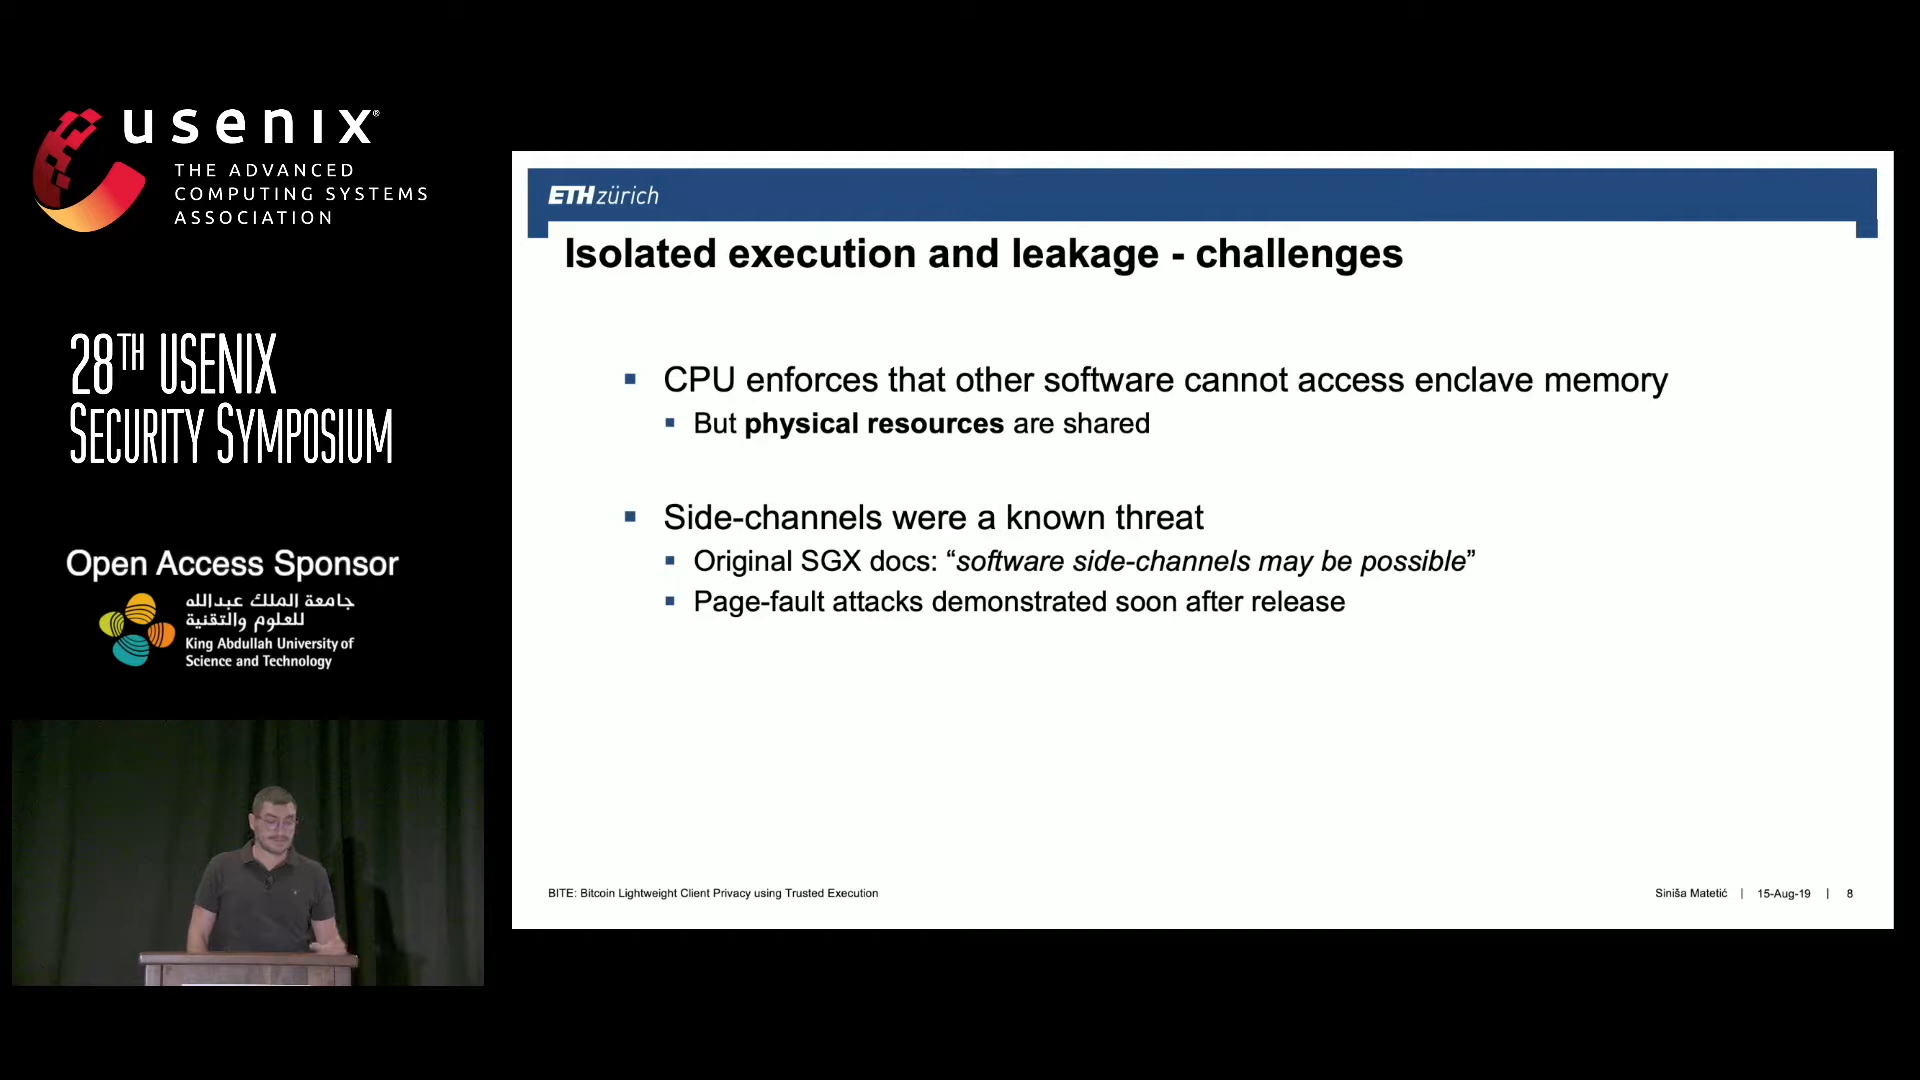 usenix®
THE ADVANCED
COMPUTING SYSTEMS
ASSOCIATION
28TH USENIX
SECURITY SYMPOSIUM
Open Access Sponsor
جامعة الملك عبدالله
للعلوم والتقنية
King Abdullah University of
Science and Technology
ETH zürich
Isolated execution and leakage - challenges
▪ CPU enforces that other software cannot access enclave memory
▪ But physical resources are shared
▪ Side-channels were a known threat
▪ Original SGX docs: “software side-channels may be possible”
▪ Page-fault attacks demonstrated soon after release
BITE: Bitcoin Lightweight Client Privacy using Trusted Execution
Siniša Matetić | 15-Aug-19 | 8